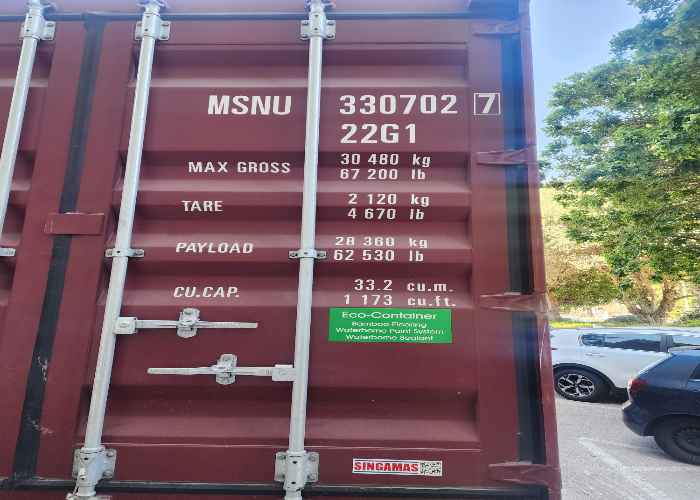 MSNU 330702 7
22G1
MAX GROSS 30 480 kg
67 200 lb
TARE 2 120 kg
4 670 lb
PAYLOAD 28 360 kg
62 530 lb
CU.CAP. 33.2 cu.m.
1 173 cu.ft.
Eco-Container
Bamboo Flooring
Waterborne Paint System
Waterborne Sealant
SINGAMAS